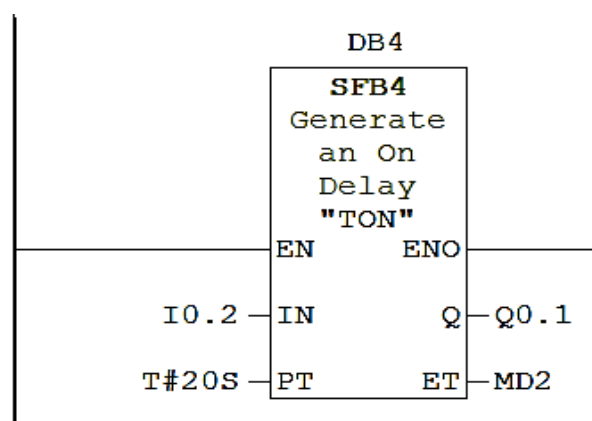 DB4
SFB4
Generate
an On
Delay
"TON"
EN ENO
I0.2 IN Q Q0.1
T#20S PT ET MD2